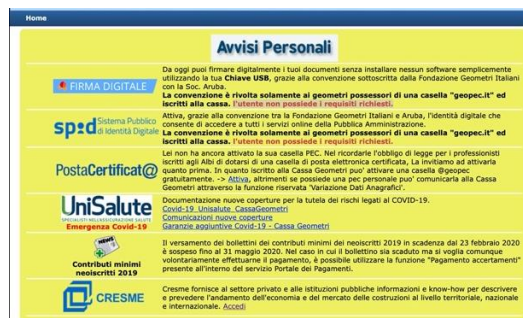 Home
Avvisi Personali
FIRMA DIGITALE
Da oggi puoi firmare digitalmente i tuoi documenti senza installare nessun software semplicemente
utilizzando la tua Chiave USB, grazie alla convenzione sottoscritta dalla Fondazione Geometri Italiani
con la Soc. Aruba.
La convenzione è rivolta solamente ai geometri possessori di una casella "geopec.it" ed
iscritti alla cassa. l'utente non possiede i requisiti richiesti.
spid Sistema Pubblico
di Identità Digitale
Attiva, grazie alla convenzione tra la Fondazione Geometri Italiani e Aruba, l'identità digitale che
consente di accedere a tutti i servizi online della Pubblica Amministrazione.
La convenzione è rivolta solamente ai geometri possessori di una casella "geopec.it" ed
iscritti alla cassa. l'utente non possiede i requisiti richiesti.
PostaCertificat@
Lei non ha ancora attivato la sua casella PEC. Nel ricordarle l'obbligo di legge per i professionisti
iscritti agli Albi di dotarsi di una casella di posta elettronica certificata, La invitiamo ad attivarla
quanto prima. In quanto iscritto alla Cassa Geometri puo' attivare una casella @geopec
gratuitamente. -> Attiva, altrimenti se possiede una pec personale puo' comunicarla alla Cassa
Geometri attraverso la funzione riservata 'Variazione Dati Anagrafici'.
UniSalute
SPECIALISTI NELL'ASSICURAZIONE SALUTE
Emergenza Covid-19
Documentazione nuove coperture per la tutela dei rischi legati al COVID-19.
Covid-19_Unisalute_CassaGeometri
Comunicazioni nuove coperture
Garanzie aggiuntive Covid-19 - Cassa Geometri
NEWS
Contributi minimi
neoiscritti 2019
Il versamento dei bollettini dei contributi minimi dei neoiscritti 2019 in scadenza dal 23 febbraio 2020
è sospeso fino al 31 maggio 2020. Nel caso in cui il bollettino sia scaduto ma si voglia comunque
volontariamente effettuarne il pagamento, è possibile utilizzare la funzione "Pagamento accertamenti"
presente all'interno del servizio Portale dei Pagamenti.
CRESME
Cresme fornisce al settore privato e alle istituzioni pubbliche informazioni e know-how per descrivere
e prevedere l'andamento dell'economia e del mercato delle costruzioni al livello territoriale, nazionale
e internazionale. Accedi